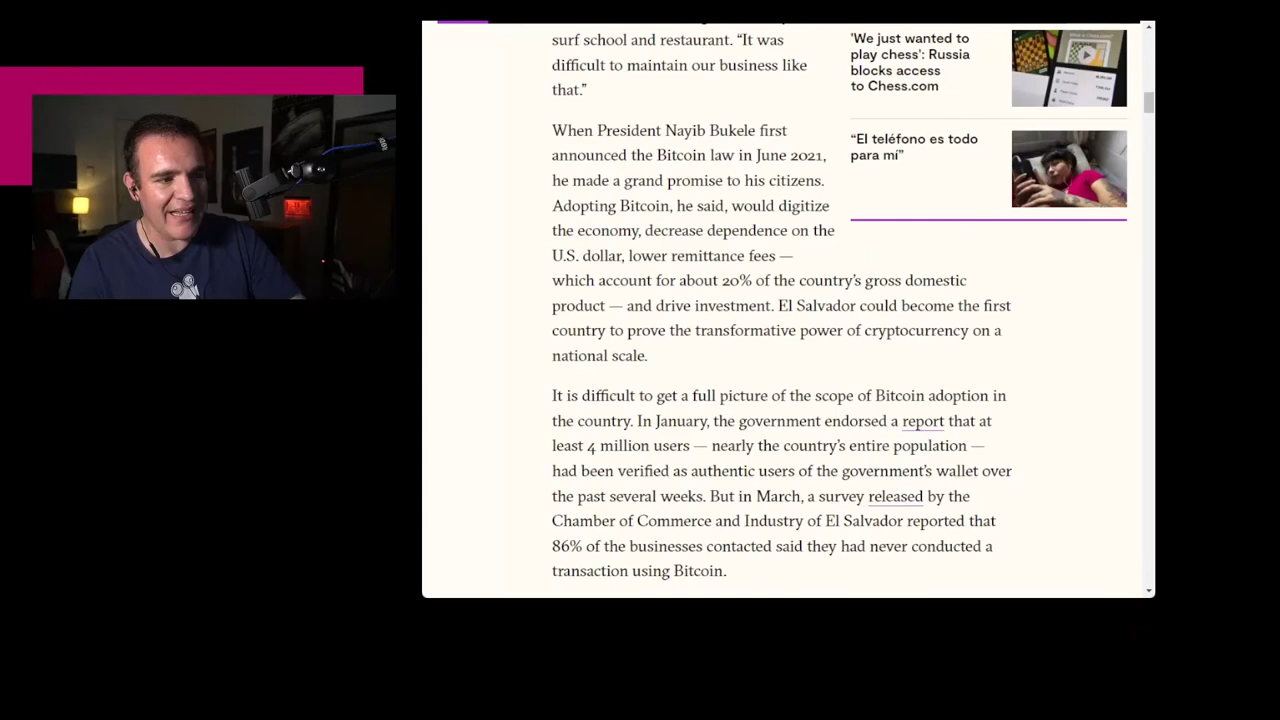 surf school and restaurant. “It was
difficult to maintain our business like
that.”
When President Nayib Bukele first
announced the Bitcoin law in June 2021,
he made a grand promise to his citizens.
Adopting Bitcoin, he said, would digitize
the economy, decrease dependence on the
U.S. dollar, lower remittance fees —
which account for about 20% of the country’s gross domestic
product — and drive investment. El Salvador could become the first
country to prove the transformative power of cryptocurrency on a
national scale.
It is difficult to get a full picture of the scope of Bitcoin adoption in
the country. In January, the government endorsed a report that at
least 4 million users — nearly the country’s entire population —
had been verified as authentic users of the government’s wallet over
the past several weeks. But in March, a survey released by the
Chamber of Commerce and Industry of El Salvador reported that
86% of the businesses contacted said they had never conducted a
transaction using Bitcoin.
'We just wanted to
play chess': Russia
blocks access
to Chess.com
“El teléfono es todo
para mí”